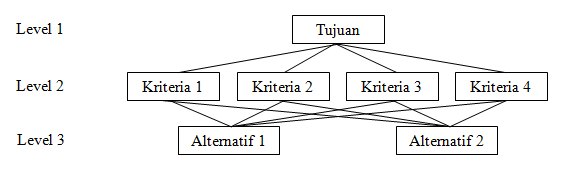 Level 1
Tujuan
Level 2
Kriteria 1
Kriteria 2
Kriteria 3
Kriteria 4
Level 3
Alternatif 1
Alternatif 2